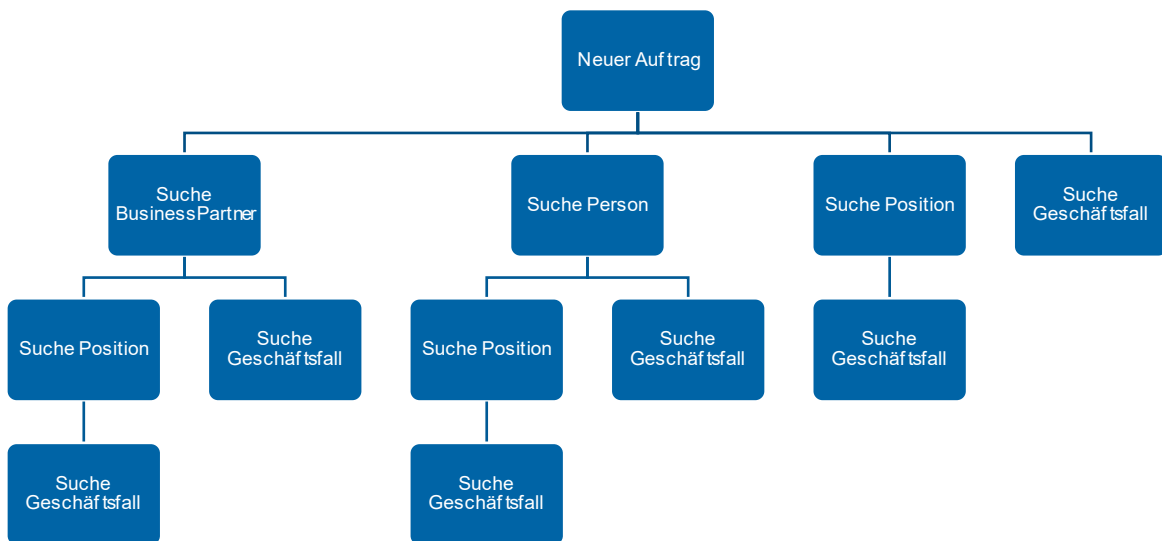 Neuer Auftrag
Suche
BusinessPartner
Suche Person
Suche Position
Suche
Geschäftsfall
Suche Position
Suche
Geschäftsfall
Suche Position
Suche
Geschäftsfall
Suche
Geschäftsfall
Suche
Geschäftsfall
Suche
Geschäftsfall